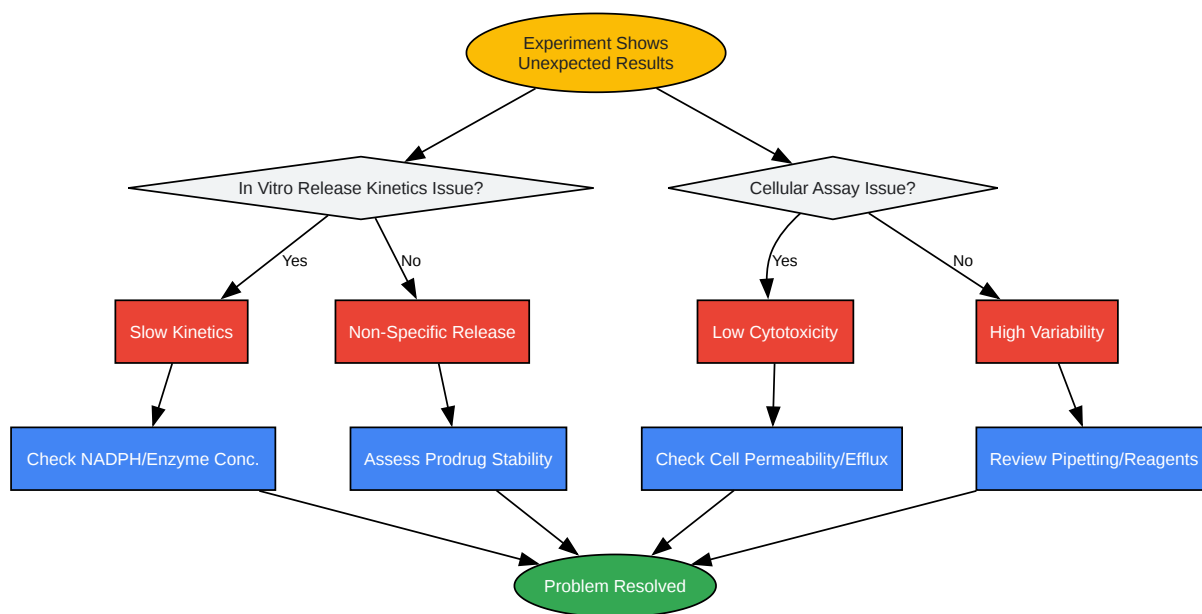 Experiment Shows
Unexpected Results
In Vitro Release Kinetics Issue?
Cellular Assay Issue?
Yes
No
Yes
No
Slow Kinetics
Non-Specific Release
Low Cytotoxicity
High Variability
Check NADPH/Enzyme Conc.
Assess Prodrug Stability
Check Cell Permeability/Efflux
Review Pipetting/Reagents
Problem Resolved